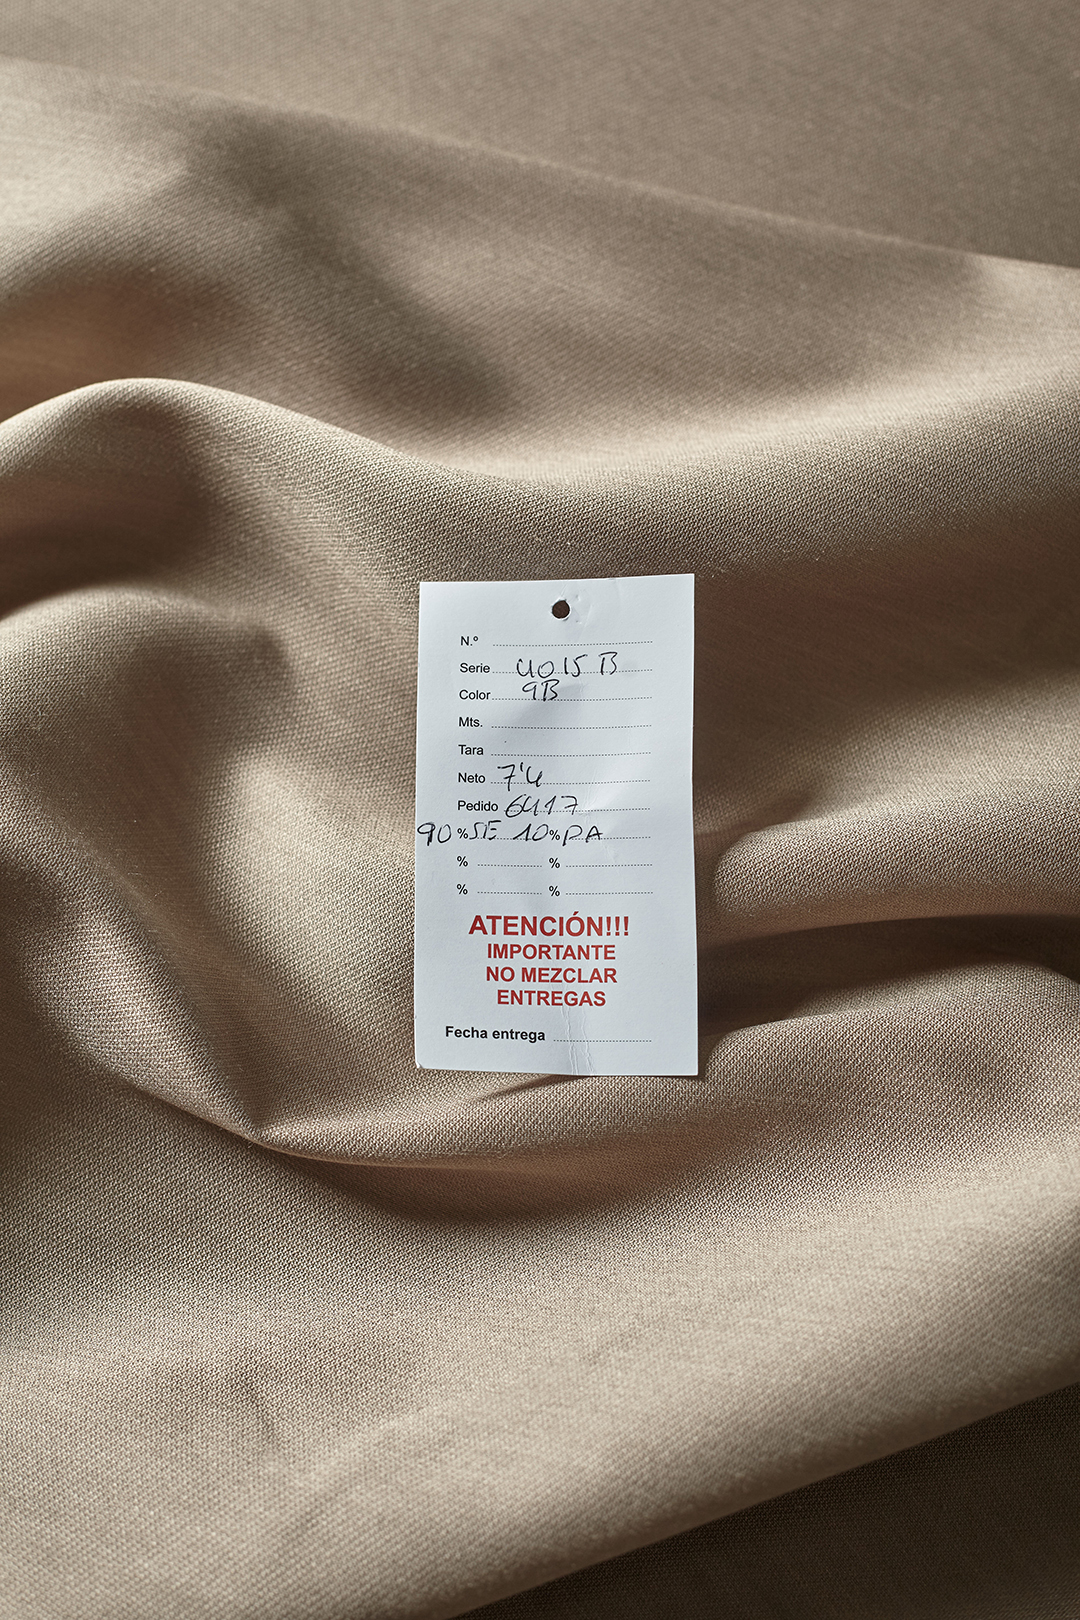 N.º
Serie 4015 B
Color 9B
Mts.
Tara
Neto 7'4
Pedido 6417
90 % SE 10 % PA
% %
% %
ATENCIÓN!!!
IMPORTANTE
NO MEZCLAR
ENTREGAS
Fecha entrega